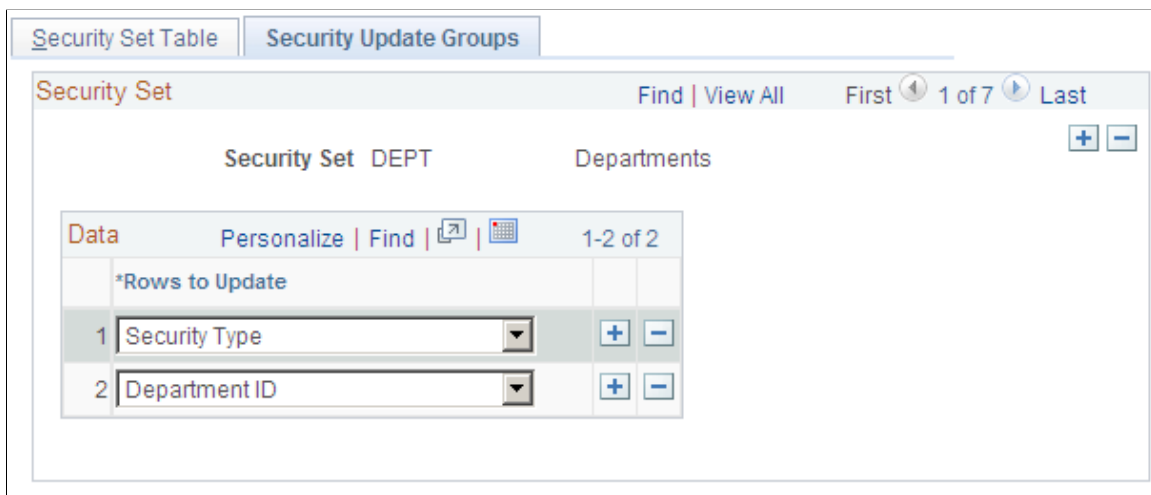 Security Set Table Security Update Groups
Security Set Find | View All First 1 of 7 Last
Security Set DEPT Departments
Data Personalize | Find | | 1-2 of 2
*Rows to Update
1 Security Type
2 Department ID